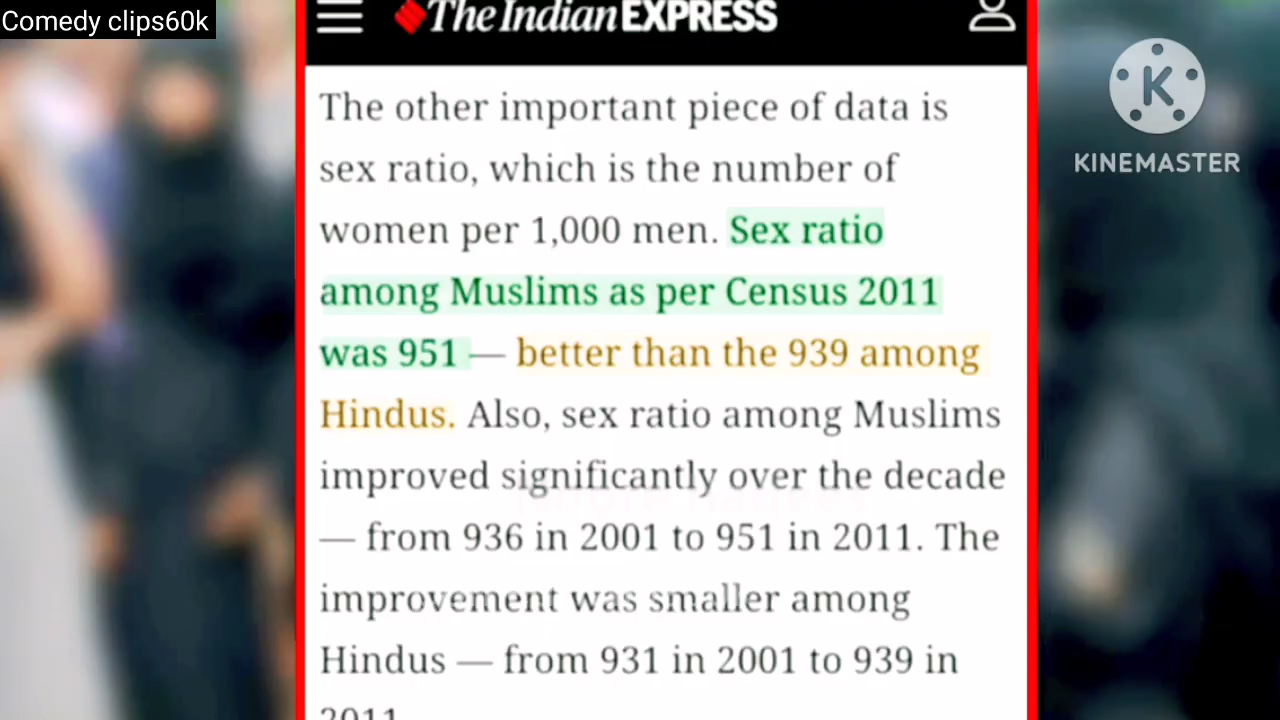 Comedy clips60k
The Indian EXPRESS
K
KINEMASTER
The other important piece of data is
sex ratio, which is the number of
women per 1,000 men. Sex ratio
among Muslims as per Census 2011
was 951 — better than the 939 among
Hindus. Also, sex ratio among Muslims
improved significantly over the decade
— from 936 in 2001 to 951 in 2011. The
improvement was smaller among
Hindus — from 931 in 2001 to 939 in
2011